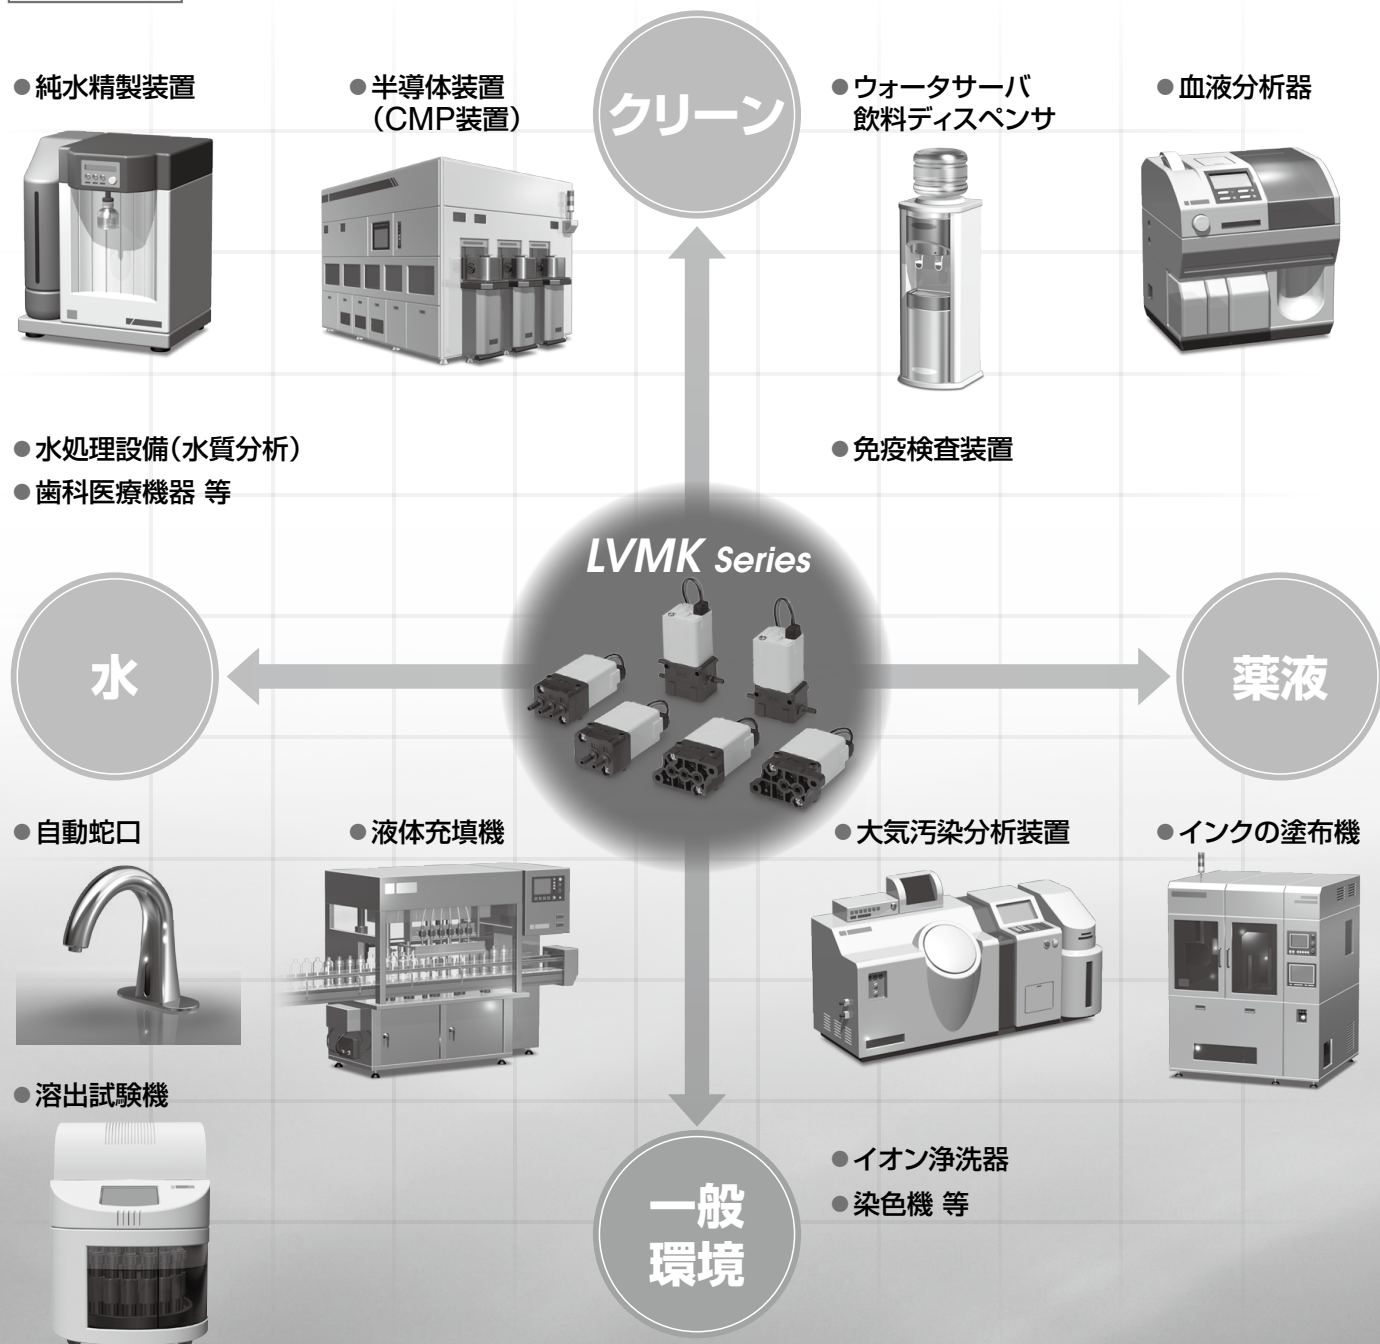 クリーン
●純水精製装置
●半導体装置
（CMP装置）
●ウォータサーバ
飲料ディスペンサ
●血液分析器
●水処理設備（水質分析）
●歯科医療機器 等
●免疫検査装置
LVMK Series
水
薬液
●自動蛇口
●液体充填機
●大気汚染分析装置
●インクの塗布機
●溶出試験機
●イオン浄洗器
●染色機 等
一般
環境